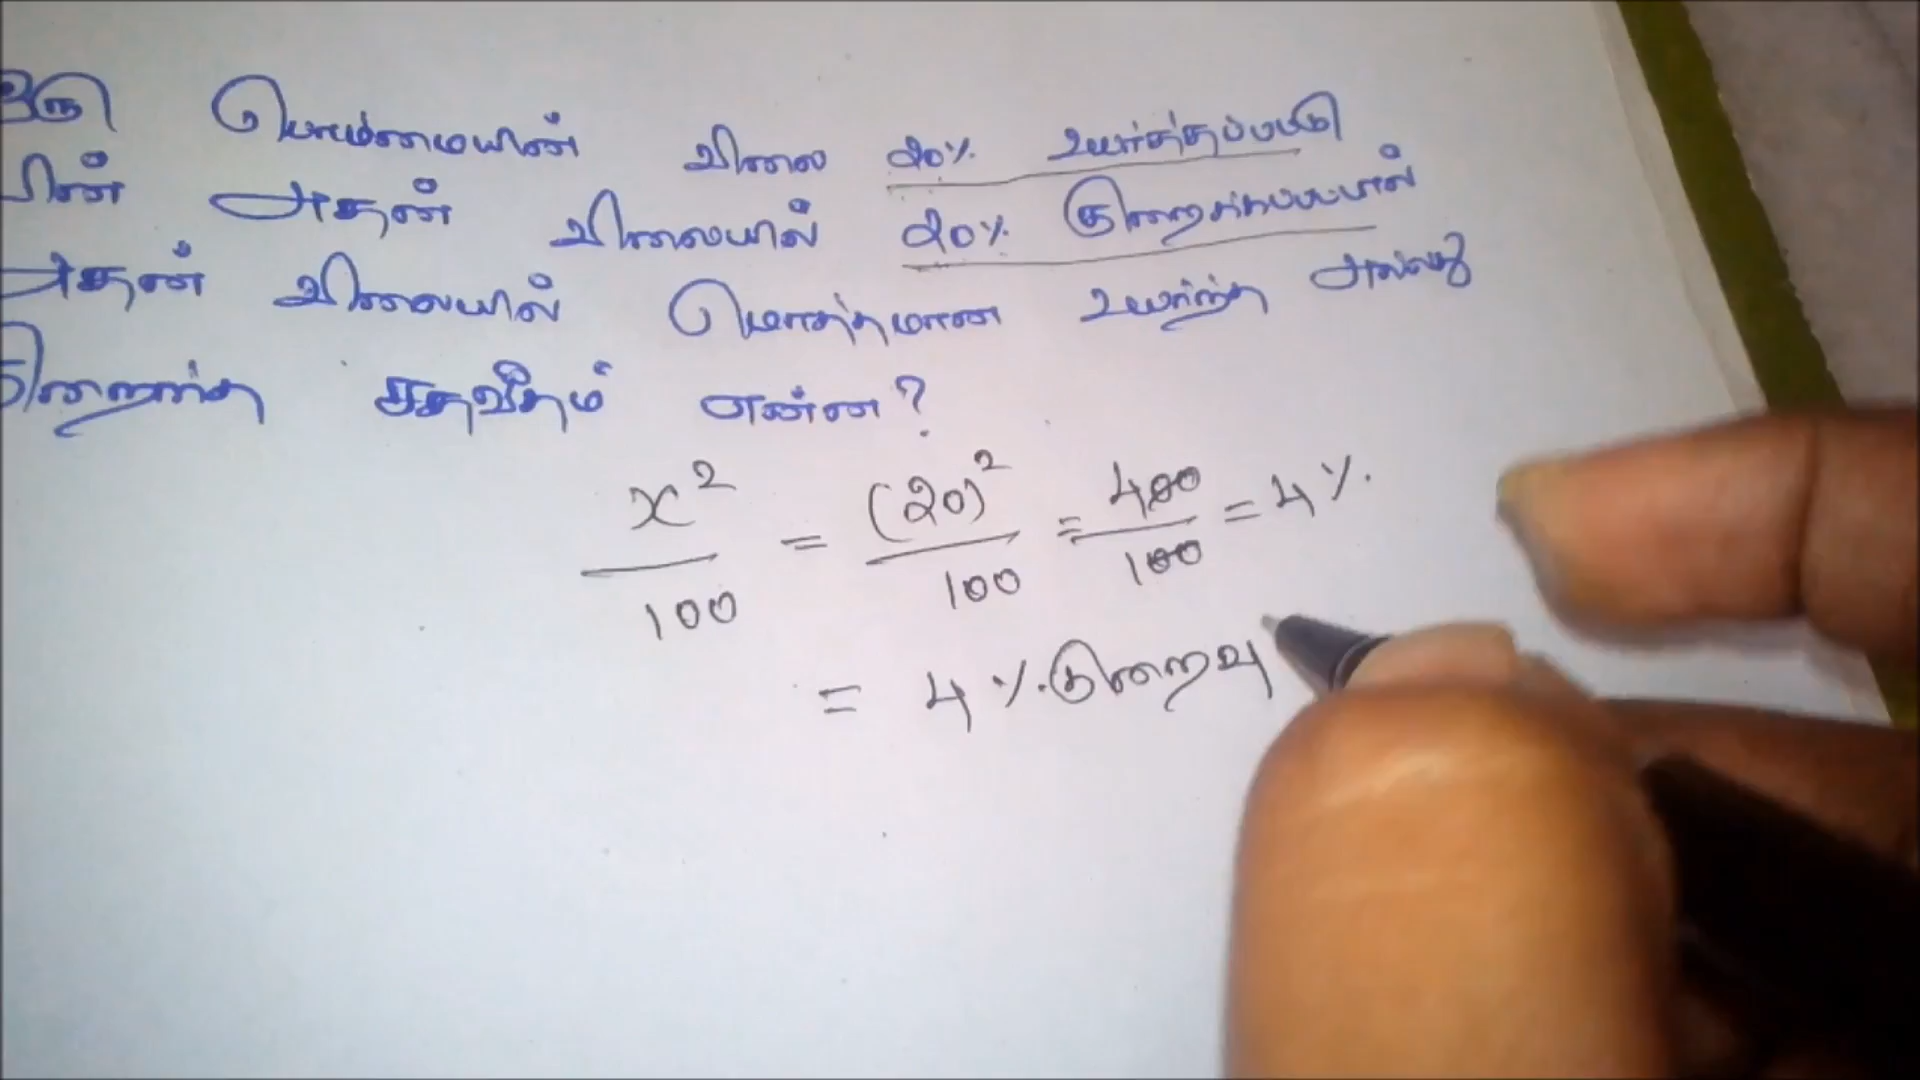 ஒரு பொம்மையின் விலை 20% உயர்த்தப்பட்டு
பின் அதன் விலையில் 20% குறைக்கப்பட்டால்
அதன் விலையில் மொத்தமான உயர்ந்த அல்லது
குறைந்த சதவீதம் என்ன?
x²/100 = (20)²/100 = 400/100 = 4%.
= 4%. குறைவு